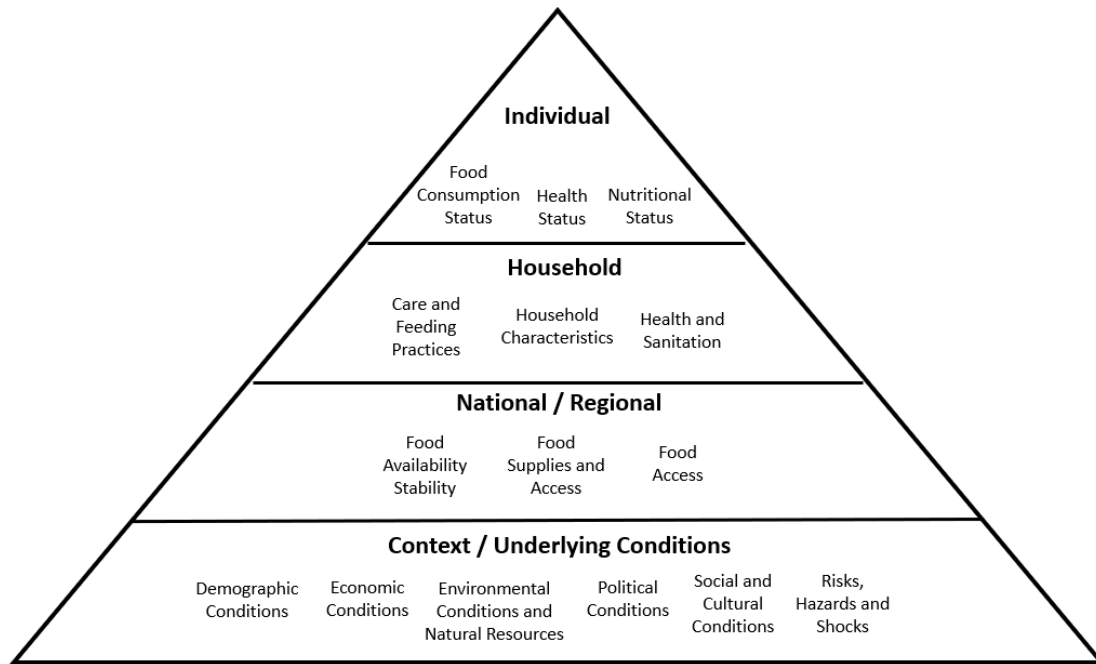 Individual
Food
Consumption
Status
Health
Status
Nutritional
Status
Household
Care and
Feeding
Practices
Household
Characteristics
Health and
Sanitation
National / Regional
Food
Availability
Stability
Food
Supplies and
Access
Food
Access
Context / Underlying Conditions
Demographic
Conditions
Economic
Conditions
Environmental
Conditions and
Natural Resources
Political
Conditions
Social and
Cultural
Conditions
Risks,
Hazards and
Shocks